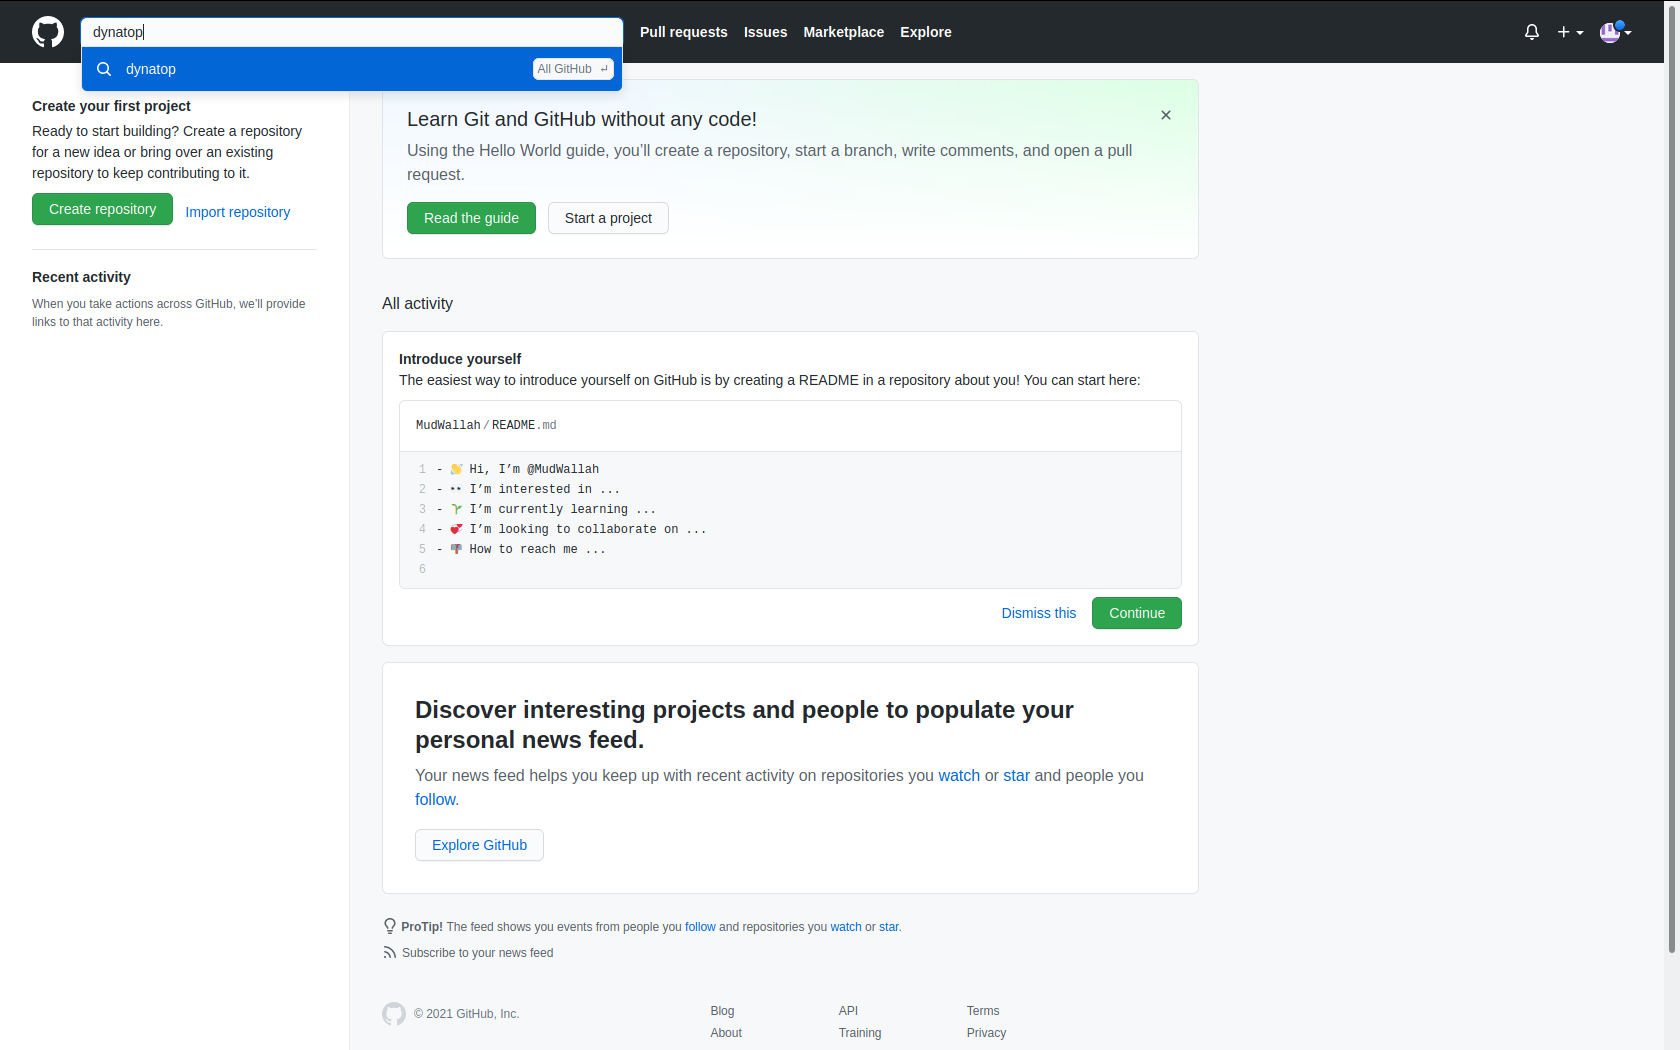 dynatop
Pull requests
Issues
Marketplace
Explore
dynatop
All GitHub ↵
Create your first project
Ready to start building? Create a repository
for a new idea or bring over an existing
repository to keep contributing to it.
Create repository
Import repository
Recent activity
When you take actions across GitHub, we’ll provide
links to that activity here.
Learn Git and GitHub without any code!
Using the Hello World guide, you’ll create a repository, start a branch, write comments, and open a pull
request.
Read the guide
Start a project
All activity
Introduce yourself
The easiest way to introduce yourself on GitHub is by creating a README in a repository about you! You can start here:
MudWallah/README.md
1 - 👋 Hi, I’m @MudWallah
2 - 👀 I’m interested in ...
3 - 🌱 I’m currently learning ...
4 - 💞️ I’m looking to collaborate on ...
5 - 📫 How to reach me ...
6
Dismiss this
Continue
Discover interesting projects and people to populate your
personal news feed.
Your news feed helps you keep up with recent activity on repositories you watch or star and people you
follow.
Explore GitHub
ProTip! The feed shows you events from people you follow and repositories you watch or star.
Subscribe to your news feed
© 2021 GitHub, Inc.
Blog
API
Terms
About
Training
Privacy